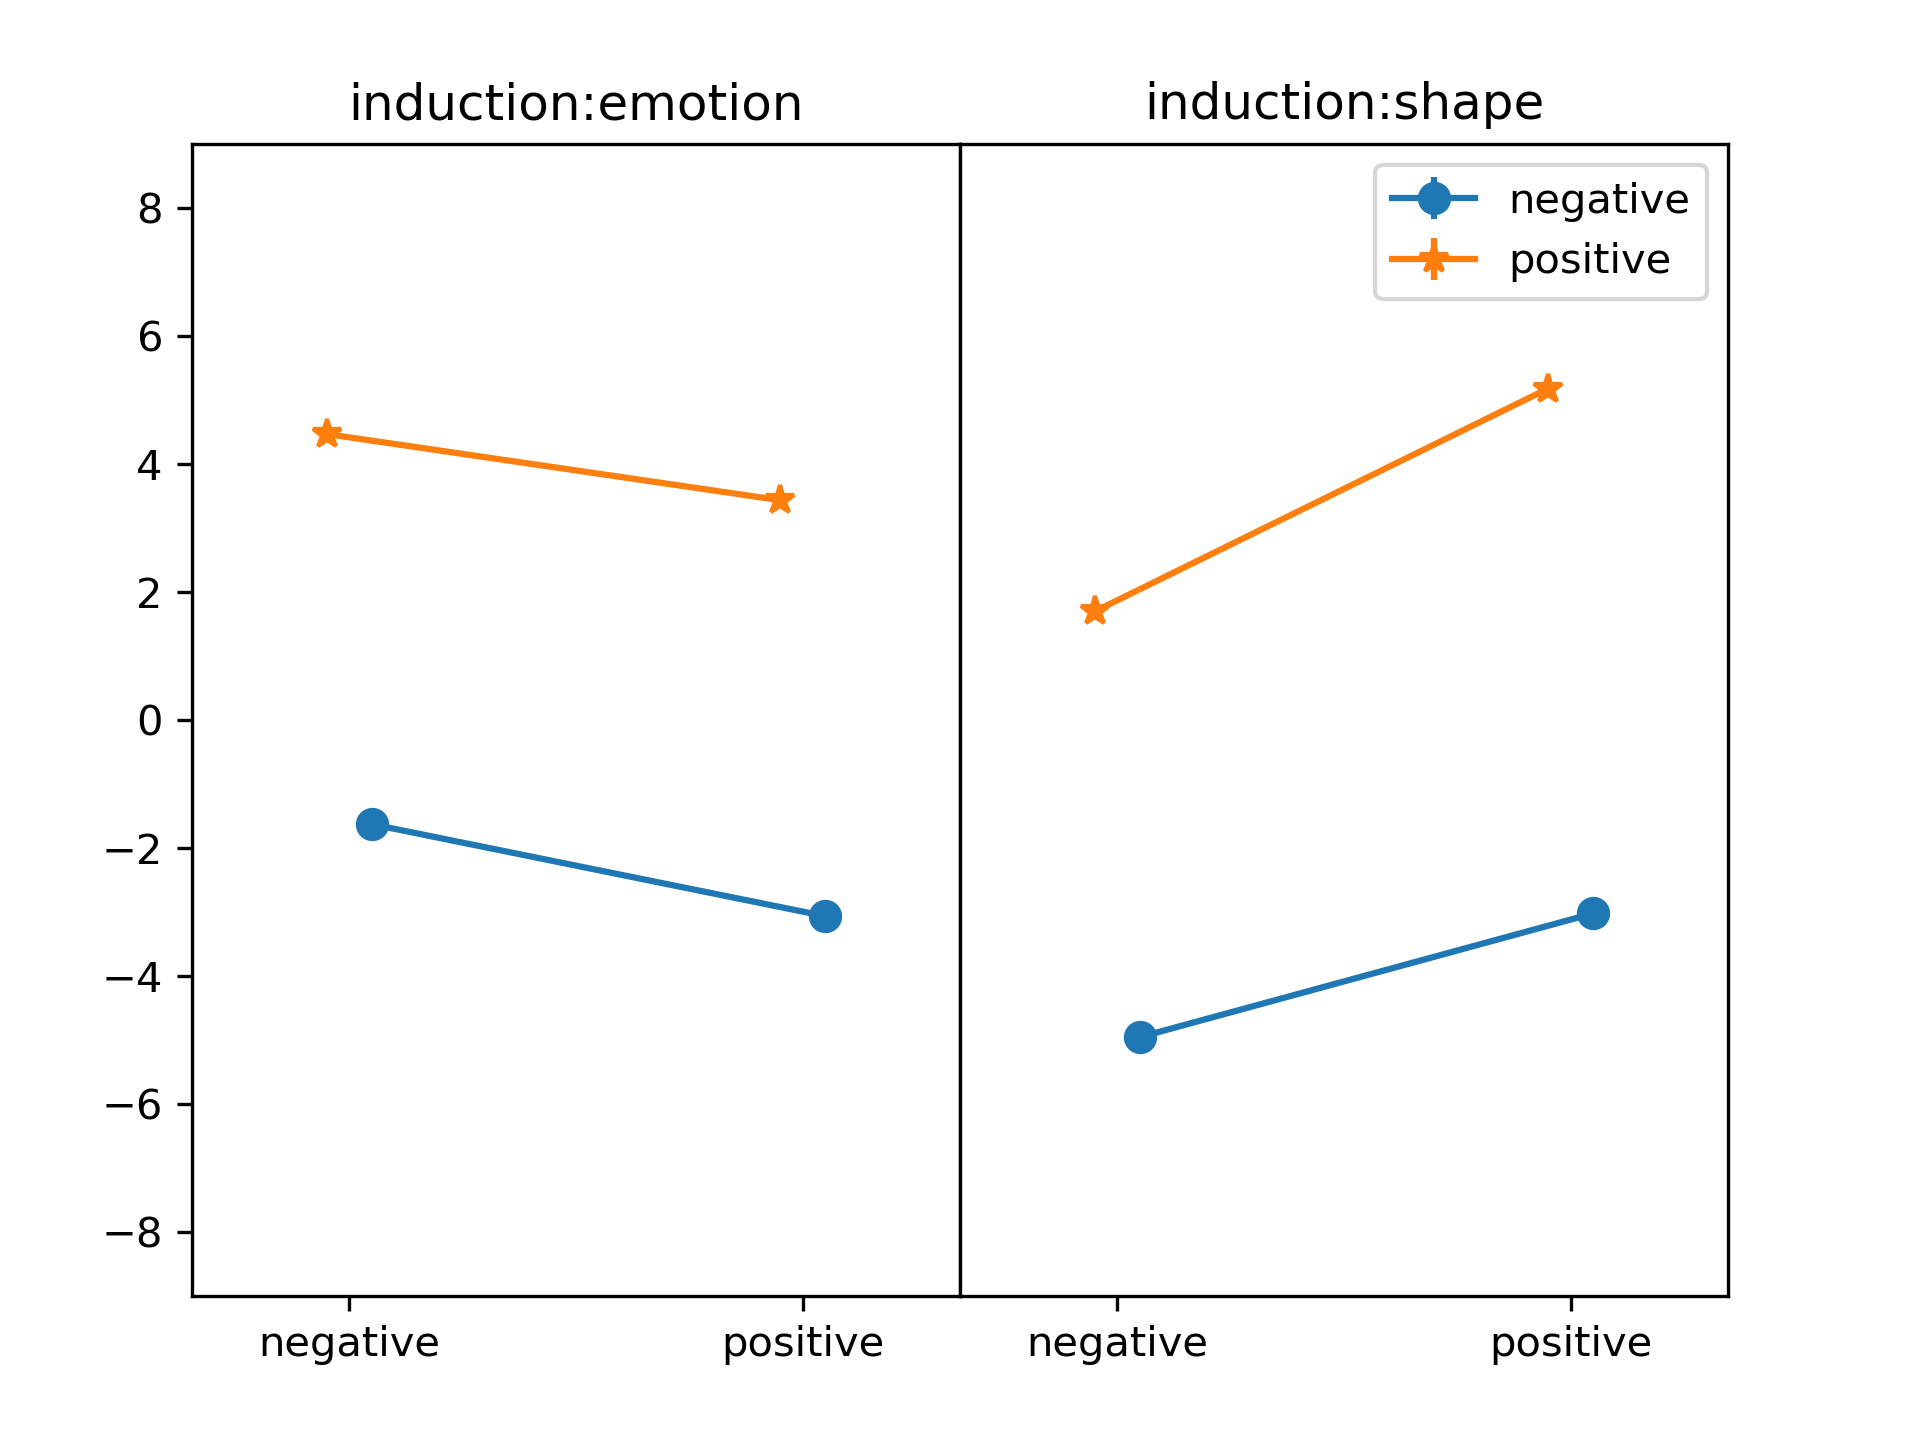 induction:emotion
induction:shape
negative
positive
8
6
4
2
0
−2
−4
−6
−8
negative
positive
negative
positive